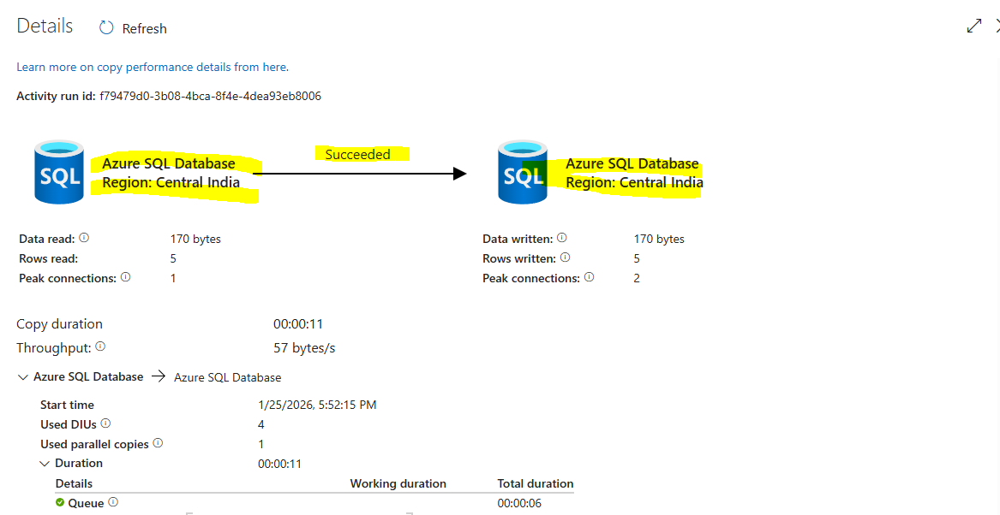 Details
Refresh
Learn more on copy performance details from here.
Activity run id: f79479d0-3b08-4bca-8f4e-4dea93eb8006
Succeeded
SQL
Azure SQL Database
Region: Central India
SQL
Azure SQL Database
Region: Central India
Data read: 170 bytes
Rows read: 5
Peak connections: 1
Data written: 170 bytes
Rows written: 5
Peak connections: 2
Copy duration 00:00:11
Throughput: 57 bytes/s
Azure SQL Database → Azure SQL Database
Start time 1/25/2026, 5:52:15 PM
Used DIUs 4
Used parallel copies 1
Duration 00:00:11
Details Working duration Total duration
Queue 00:00:06